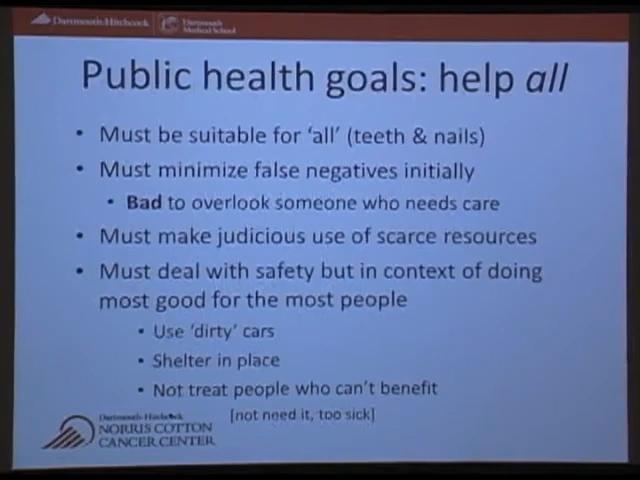 Dartmouth-Hitchcock
Dartmouth
Medical School
Public health goals: help all
• Must be suitable for 'all' (teeth & nails)
• Must minimize false negatives initially
• Bad to overlook someone who needs care
• Must make judicious use of scarce resources
• Must deal with safety but in context of doing
most good for the most people
• Use 'dirty' cars
• Shelter in place
• Not treat people who can't benefit
[not need it, too sick]
Dartmouth-Hitchcock
NORRIS COTTON
CANCER CENTER